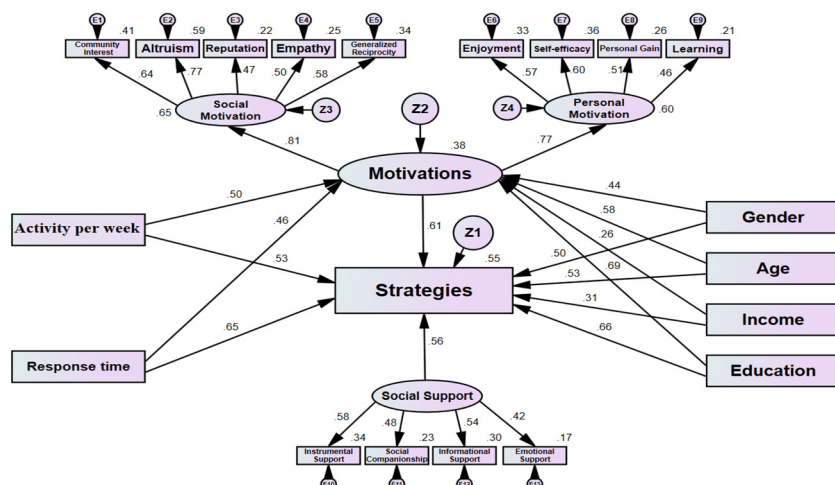 E1 E2 E3 E4 E5 E6 E7 E8 E9
.41 .59 .22 .25 .34 .33 .36 .26 .21
Community
Interest
Altruism
Reputation
Empathy
Generalized
Reciprocity
Enjoyment
Self-efficacy
Personal Gain
Learning
.64 .77 .47 .50 .58 .57 .60 .51 .46
.65
Social
Motivation
Z3
Z2
Z4
Personal
Motivation
.60
.81
.38
.77
Motivations
.50
.46
.44
.58
.26
.69
Activity per week
.61
Z1
.50
Gender
.53
.55
.53
Age
Strategies
.31
Income
.65
.66
Response time
.56
Education
Social Support
.58 .48 .54 .42
.34 .23 .30 .17
Instrumental
Support
Social
Companionship
Informational
Support
Emotional
Support
E10 E11 E12 E13